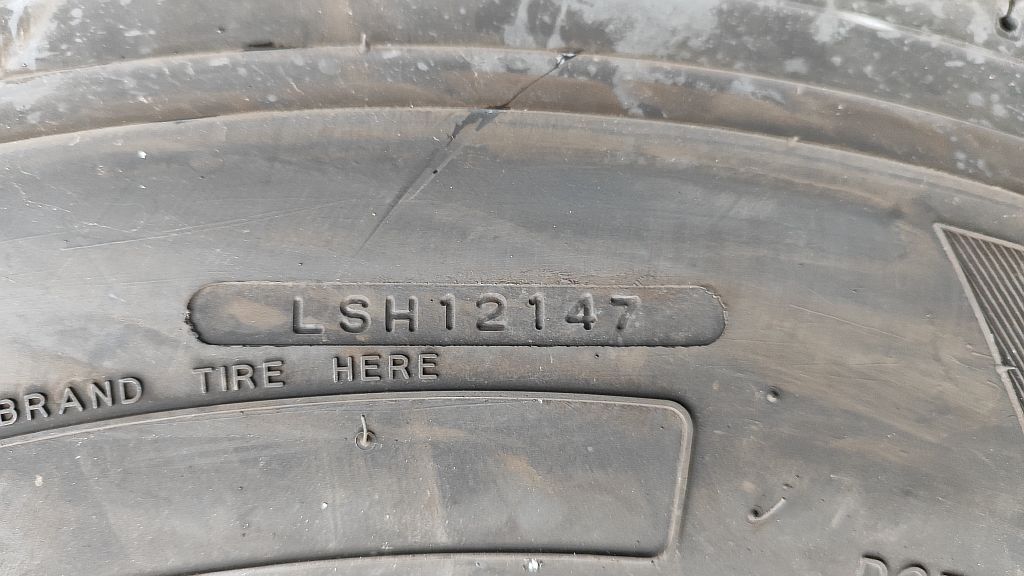 LSH12147
BRAND TIRE HERE